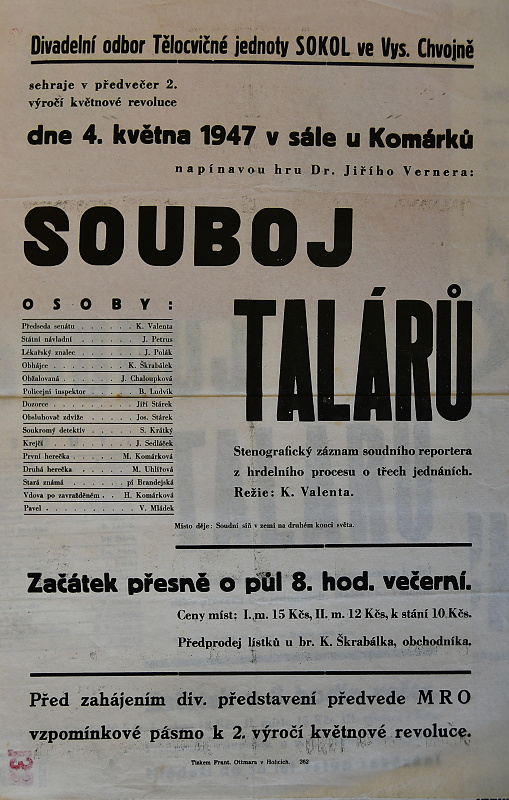 Divadelní odbor Tělocvičné jednoty SOKOL ve Vys. Chvojně
sehraje v předvečer 2.
výročí květnové revoluce
dne 4. května 1947 v sále u Komárků
napínavou hru Dr. Jiřího Vernera:
SOUBOJ
TALÁRŮ
OSOBY:
Předseda senátu . . . . . . K. Valenta
Státní návladní . . . . . . . J. Petrus
Lékařský znalec . . . . . . . J. Polák
Obhájce . . . . . . . K. Škrabálek
Obžalovaná . . . . . J. Chaloupková
Policejní inspektor . . . . . B. Ludvík
Dozorce . . . . . . . . Jiří Stárek
Obsluhovač zdviže . . . . Jos. Stárek
Soukromý detektiv . . . . S. Krátký
Krejčí . . . . . . . . . J. Sedláček
První herečka . . . . M. Komárková
Druhá herečka . . . . M. Uhlířová
Stará známá . . . . . pí Brandejská
Vdova po zavražděném . . H. Komárková
Pavel . . . . . . . . . . V. Mládek
Stenografický záznam soudního reportera
z hrdelního procesu o třech jednáních.
Režie: K. Valenta.
Místo děje: Soudní síň v zemi na druhém konci světa.
Začátek přesně o půl 8. hod. večerní.
Ceny míst: I. m. 15 Kčs, II. m. 12 Kčs, k stání 10 Kčs.
Předprodej lístků u br. K. Škrabálka, obchodníka.
Před zahájením div. představení předvede MRO
vzpomínkové pásmo k 2. výročí květnové revoluce.
Tiskem Frant. Ottmara v Holicích. 262